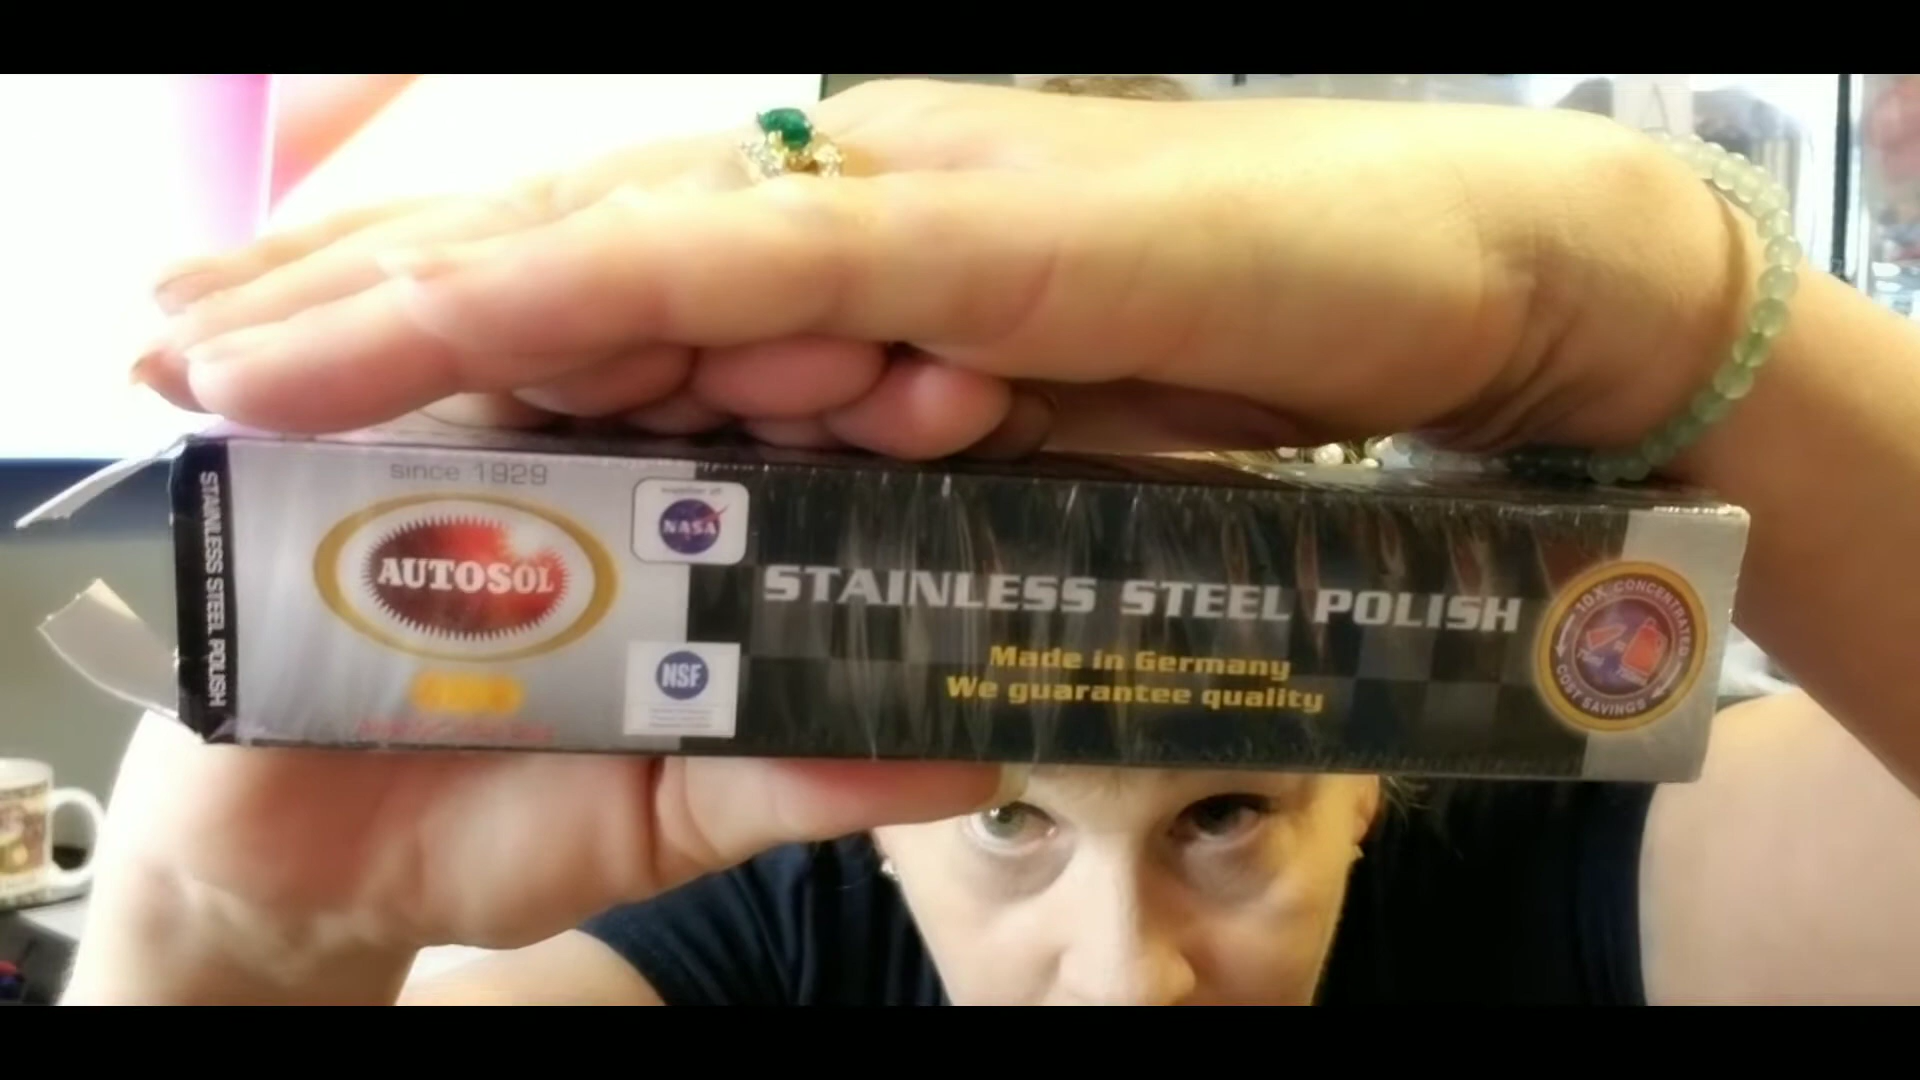 STAINLESS STEEL POLISH
since 1929
AUTOSOL
NASA
NSF
STAINLESS STEEL POLISH
Made in Germany
We guarantee quality
10X CONCENTRATED
COST SAVINGS